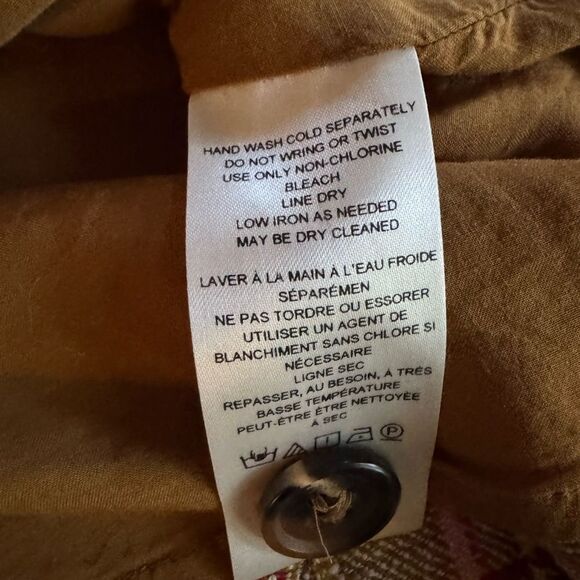 HAND WASH COLD SEPARATELY
DO NOT WRING OR TWIST
USE ONLY NON-CHLORINE
BLEACH
LINE DRY
LOW IRON AS NEEDED
MAY BE DRY CLEANED
LAVER À LA MAIN À L'EAU FROIDE
SÉPARÉMEN
NE PAS TORDRE OU ESSORER
UTILISER UN AGENT DE
BLANCHIMENT SANS CHLORE SI
NÉCESSAIRE
LIGNE SEC
REPASSER, AU BESOIN, À TRÉS
BASSE TEMPÉRATURE
PEUT-ÊTRE ÊTRE NETTOYÉE
À SEC
P